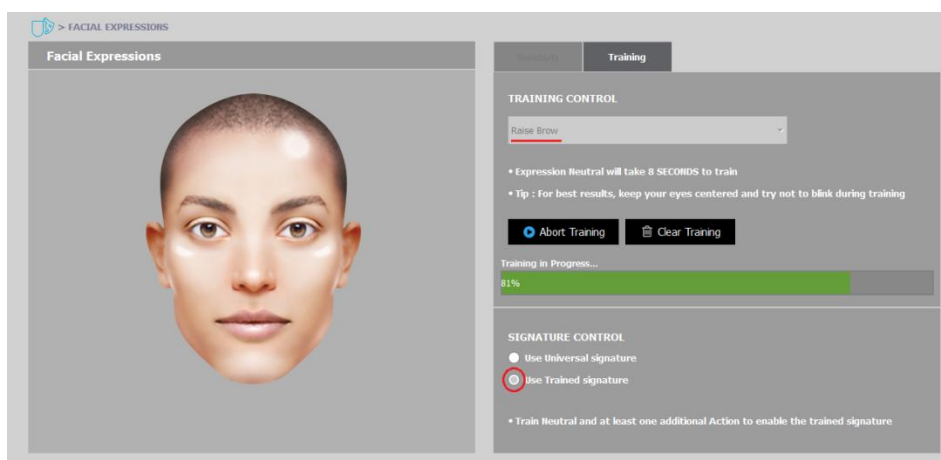 > FACIAL EXPRESSIONS
Facial Expressions
Training
TRAINING CONTROL
Raise Brow
• Expression Neutral will take 8 SECONDS to train
• Tip : For best results, keep your eyes centered and try not to blink during training
Abort Training
Clear Training
Training in Progress...
81%
SIGNATURE CONTROL
Use Universal signature
Use Trained signature
• Train Neutral and at least one additional Action to enable the trained signature